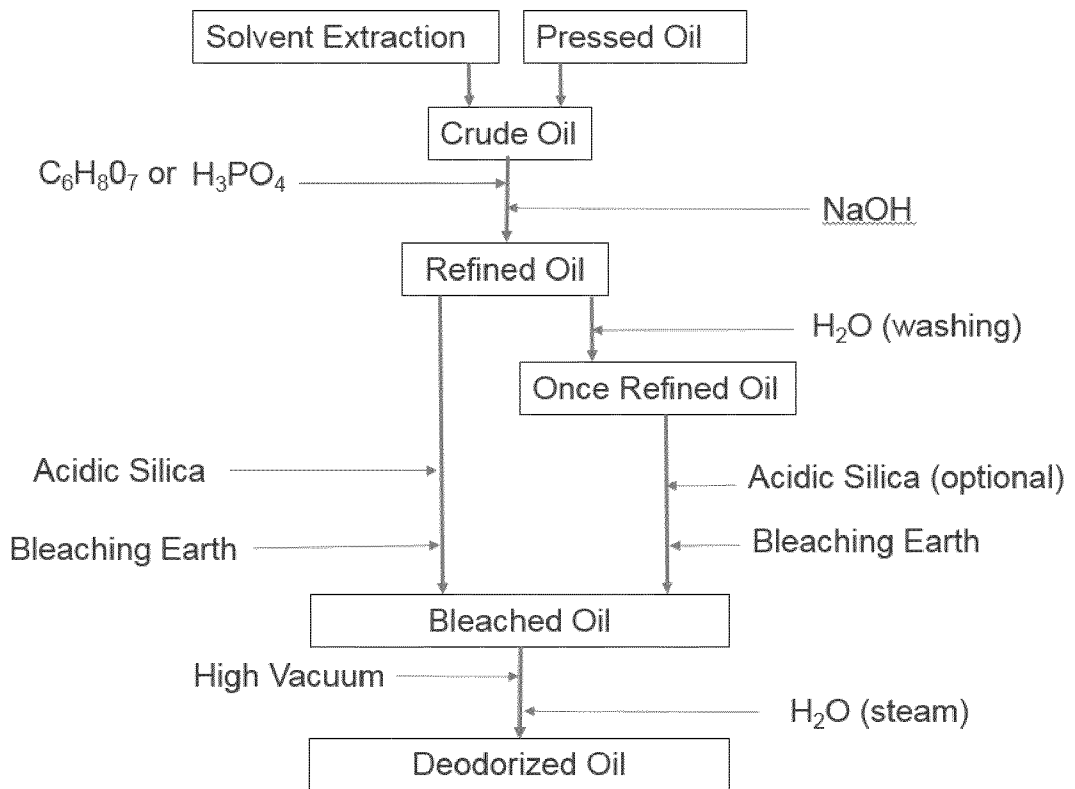 Solvent Extraction
Pressed Oil
Crude Oil
C₆H₈0₇ or H₃PO₄
NaOH
Refined Oil
H₂O (washing)
Once Refined Oil
Acidic Silica
Acidic Silica (optional)
Bleaching Earth
Bleaching Earth
Bleached Oil
High Vacuum
H₂O (steam)
Deodorized Oil